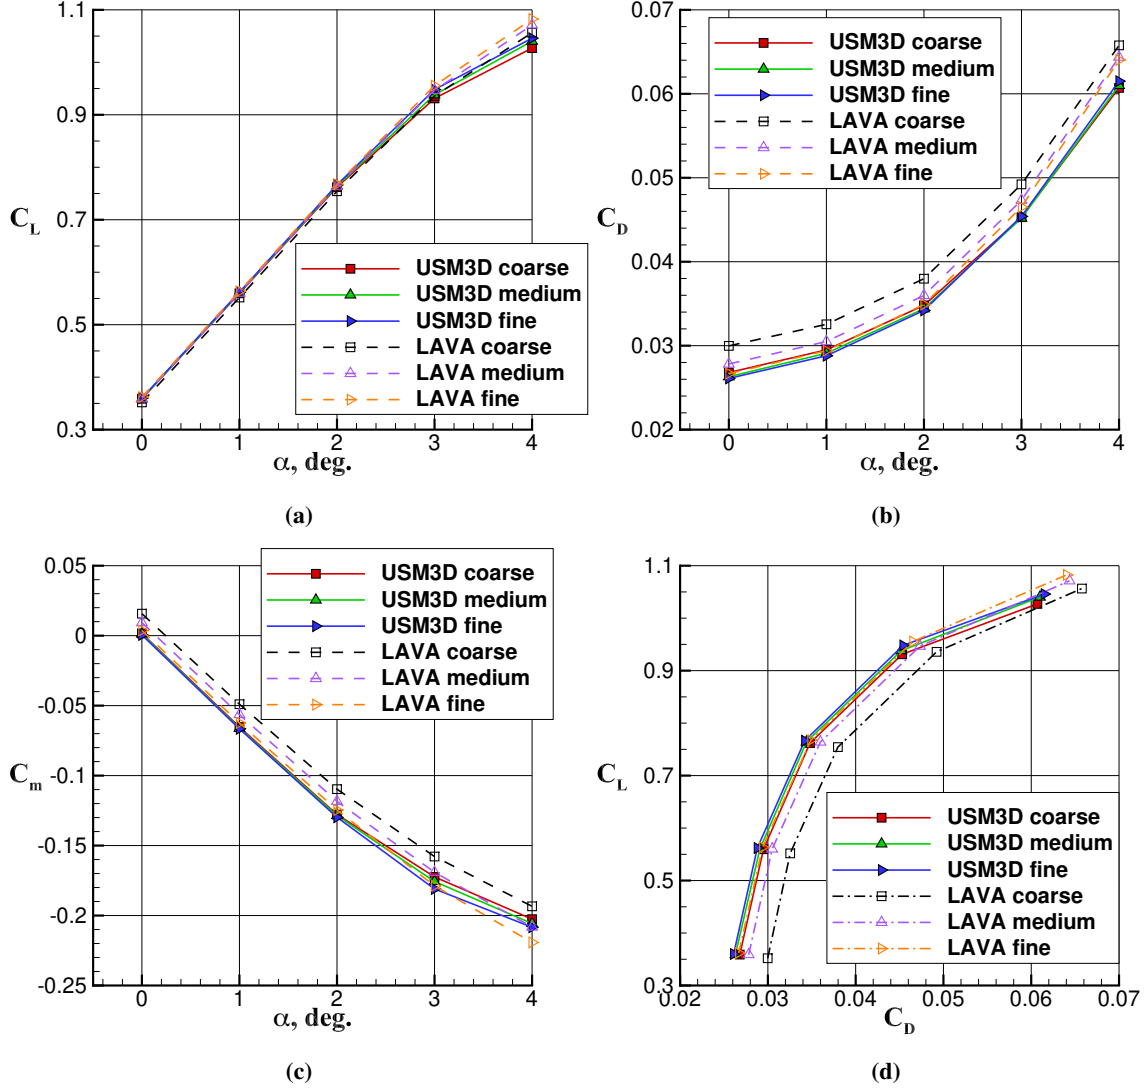 1.1
0.9
0.7
0.5
0.3
C_L
0 1 2 3 4
α, deg.
USM3D coarse
USM3D medium
USM3D fine
LAVA coarse
LAVA medium
LAVA fine
(a)
0.07
0.06
0.05
0.04
0.03
0.02
C_D
0 1 2 3 4
α, deg.
USM3D coarse
USM3D medium
USM3D fine
LAVA coarse
LAVA medium
LAVA fine
(b)
0.05
0
-0.05
-0.1
-0.15
-0.2
-0.25
C_m
0 1 2 3 4
α, deg.
USM3D coarse
USM3D medium
USM3D fine
LAVA coarse
LAVA medium
LAVA fine
(c)
1.1
0.9
0.7
0.5
0.3
C_L
0.02 0.03 0.04 0.05 0.06 0.07
C_D
USM3D coarse
USM3D medium
USM3D fine
LAVA coarse
LAVA medium
LAVA fine
(d)